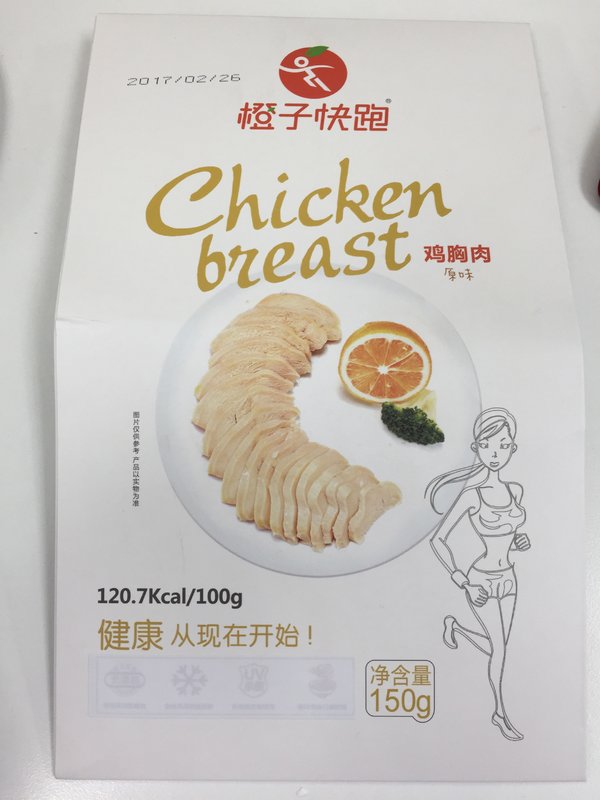 2017/02/26
橙子快跑®
Chicken
breast 鸡胸肉
原味
图片仅供参考 产品以实物为准
120.7Kcal/100g
健康 从现在开始！
净含量
150g